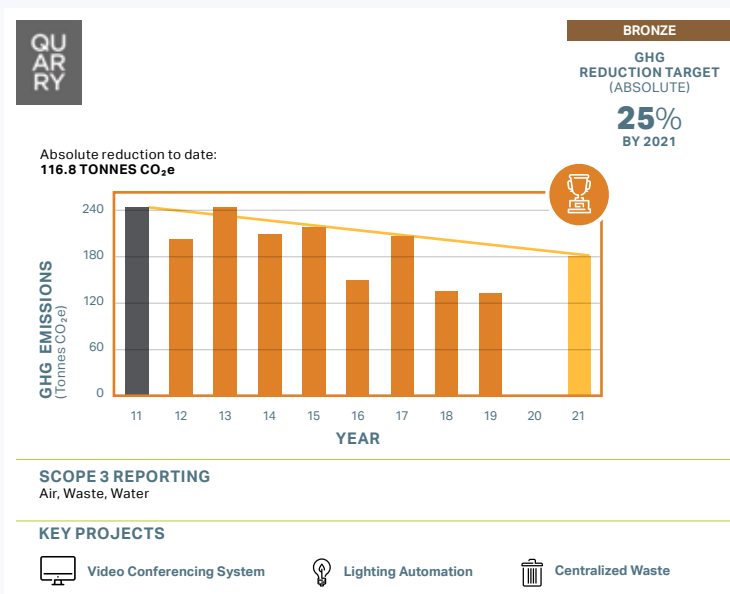 QU
AR
RY
BRONZE
GHG
REDUCTION TARGET
(ABSOLUTE)
25%
BY 2021
Absolute reduction to date:
116.8 TONNES CO₂e
GHG EMISSIONS
(Tonnes CO₂e)
240
180
120
60
0
11 12 13 14 15 16 17 18 19 20 21
YEAR
SCOPE 3 REPORTING
Air, Waste, Water
KEY PROJECTS
Video Conferencing System Lighting Automation Centralized Waste